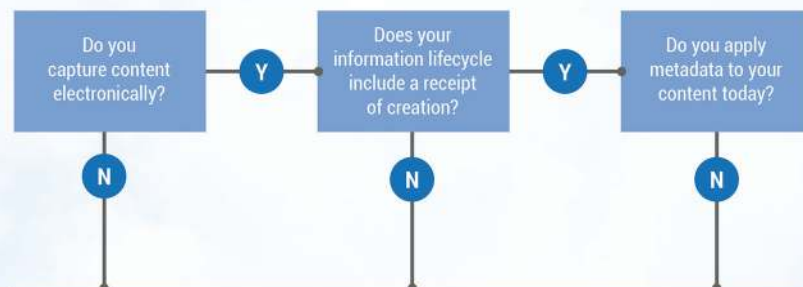 Do you
capture content
electronically?
Y
Does your
information lifecycle
include a receipt
of creation?
Y
Do you apply
metadata to your
content today?
N
N
N